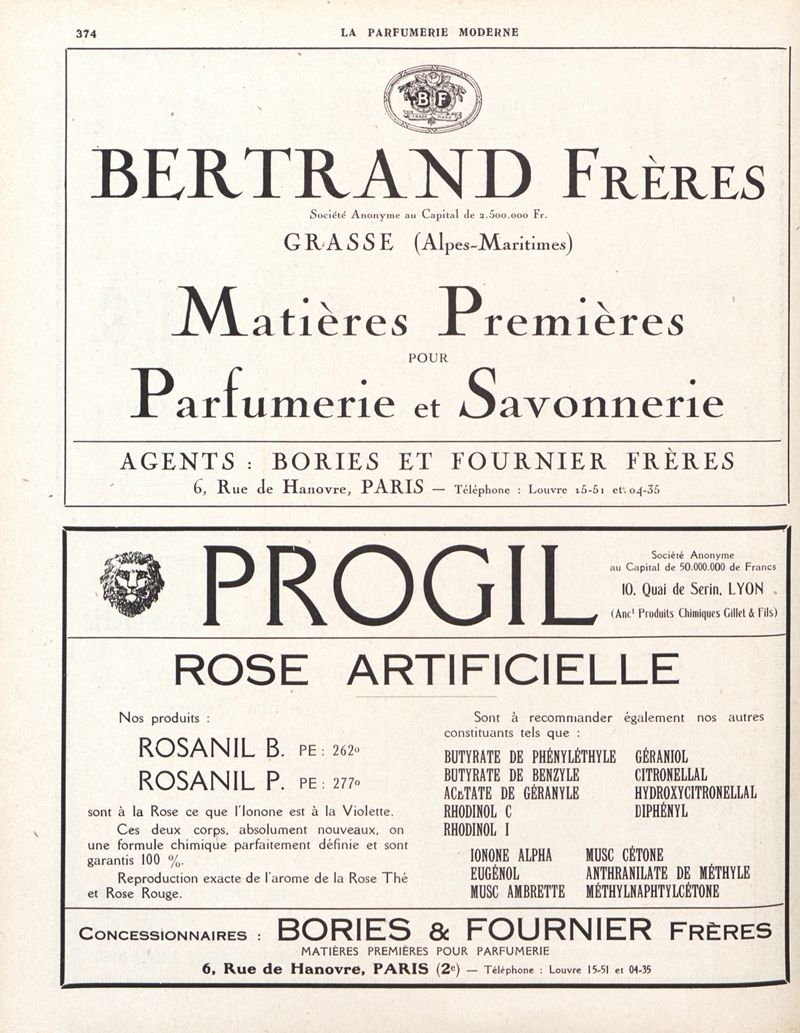 374
LA PARFUMERIE MODERNE
B F
TRADE MARK
BERTRAND FRÈRES
Société Anonyme au Capital de 2.500.000 Fr.
GRASSE (Alpes-Maritimes)
Matières Premières
POUR
Parfumerie et Savonnerie
AGENTS : BORIES ET FOURNIER FRÈRES
6, Rue de Hanovre, PARIS — Téléphone : Louvre 15-51 et 04-35
PROGIL
Société Anonyme
au Capital de 50.000.000 de Francs
10, Quai de Serin, LYON
(Anct Produits Chimiques Gillet & Fils)
ROSE ARTIFICIELLE
Nos produits :
ROSANIL B. PE : 262o
ROSANIL P. PE : 277o
sont à la Rose ce que l'Ionone est à la Violette.
Ces deux corps, absolument nouveaux, on
une formule chimique parfaitement définie et sont
garantis 100 %.
Reproduction exacte de l'arome de la Rose Thé
et Rose Rouge.
Sont à recommander également nos autres
constituants tels que :
BUTYRATE DE PHÉNYLÉTHYLE GÉRANIOL
BUTYRATE DE BENZYLE CITRONELLAL
ACETATE DE GÉRANYLE HYDROXYCITRONELLAL
RHODINOL C DIPHÉNYL
RHODINOL I
IONONE ALPHA MUSC CÉTONE
EUGÉNOL ANTHRANILATE DE MÉTHYLE
MUSC AMBRETTE MÉTHYLNAPHTYLCÉTONE
CONCESSIONNAIRES : BORIES & FOURNIER FRÈRES
MATIÈRES PREMIÈRES POUR PARFUMERIE
6, Rue de Hanovre, PARIS (2e) — Téléphone : Louvre 15-51 et 04-35